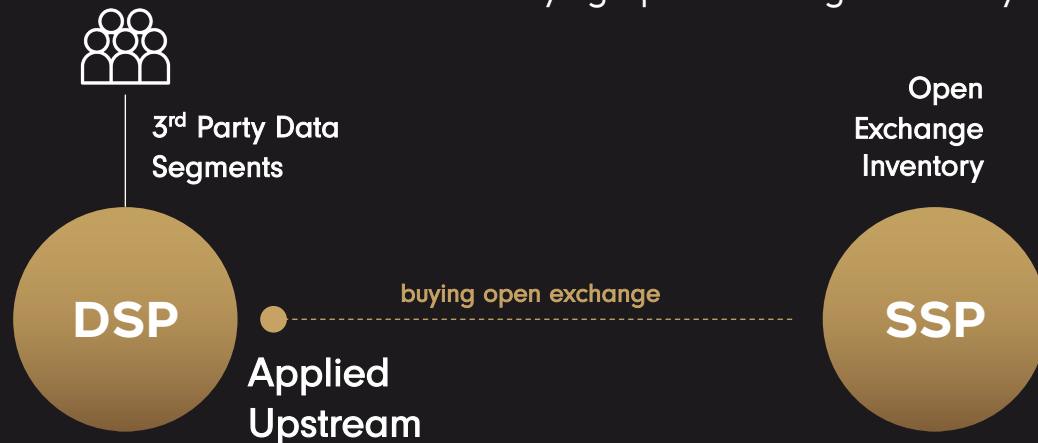 3rd Party Data
Segments
Open
Exchange
Inventory
DSP
buying open exchange
SSP
Applied
Upstream